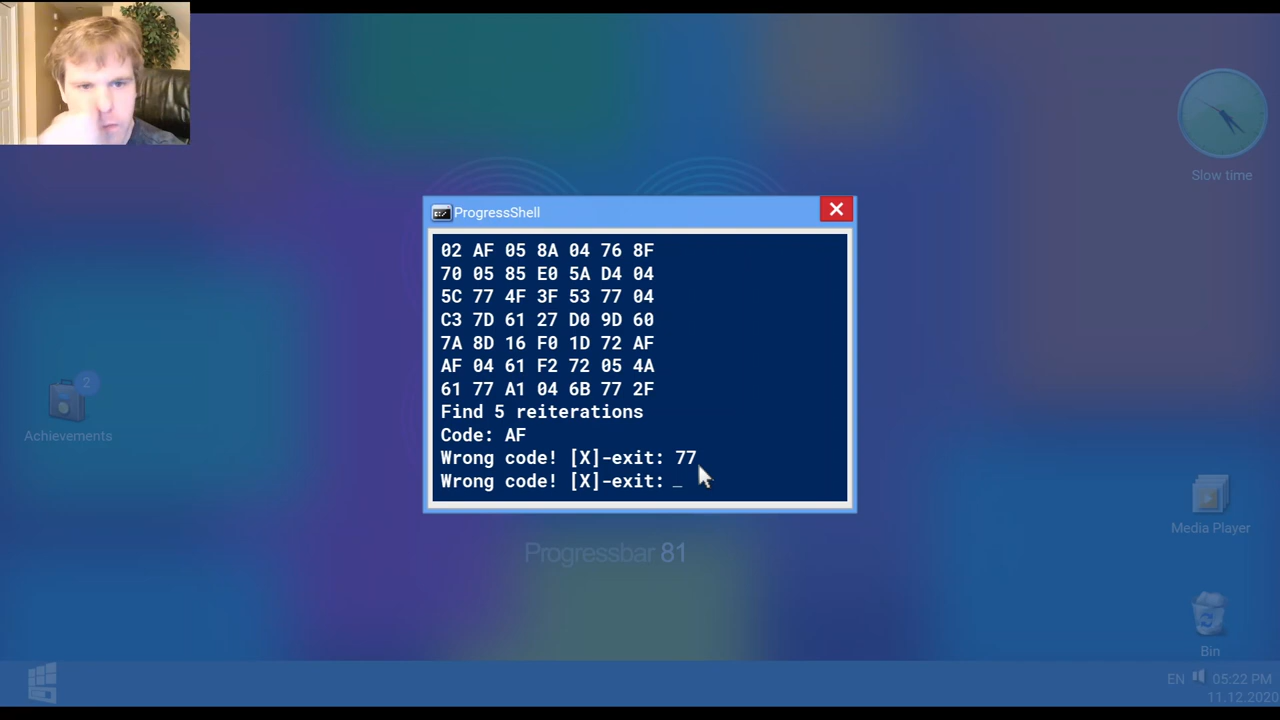 Slow time
ProgressShell
02 AF 05 8A 04 76 8F
70 05 85 E0 5A D4 04
5C 77 4F 3F 53 77 04
C3 7D 61 27 D0 9D 60
7A 8D 16 F0 1D 72 AF
AF 04 61 F2 72 05 4A
61 77 A1 04 6B 77 2F
Find 5 reiterations
Code: AF
Wrong code! [X]-exit: 77
Wrong code! [X]-exit: _
2
Achievements
Media Player
Progressbar 81
Bin
EN 05:22 PM
11.12.2020